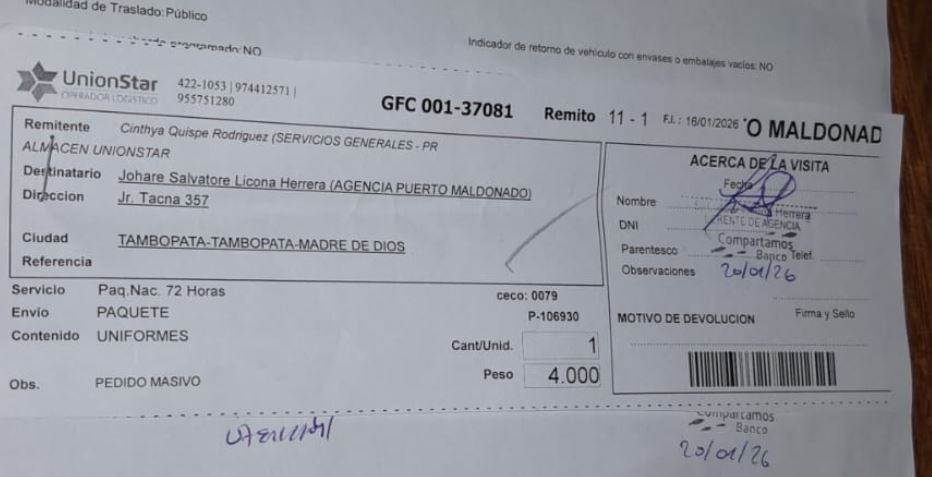 Modalidad de Traslado: Público
programado: NO
Indicador de retorno de vehículo con envases o embalajes vacíos: NO
UnionStar
OPERADOR LOGISTICO
422-1053 | 974412571 |
955751280
GFC 001-37081
Remito 11 - 1 F.I. : 16/01/2026
O MALDONAD
Remitente Cinthya Quispe Rodriguez (SERVICIOS GENERALES - PR
ALMACEN UNIONSTAR
Destinatario Johare Salvatore Licona Herrera (AGENCIA PUERTO MALDONADO)
Direccion Jr. Tacna 357
Ciudad TAMBOPATA-TAMBOPATA-MADRE DE DIOS
Referencia
Servicio Paq.Nac. 72 Horas
Envio PAQUETE
Contenido UNIFORMES
Obs. PEDIDO MASIVO
ceco: 0079
P-106930
Cant/Unid. 1
Peso 4.000
ACERCA DE LA VISITA
Fecha
Nombre
Herrera
DNI
RENTE DE AGENCIA
Compartamos
Parentesco
Banco Telef.
Observaciones 20/01/26
MOTIVO DE DEVOLUCION Firma y Sello
Compartamos
Banco
20/01/26